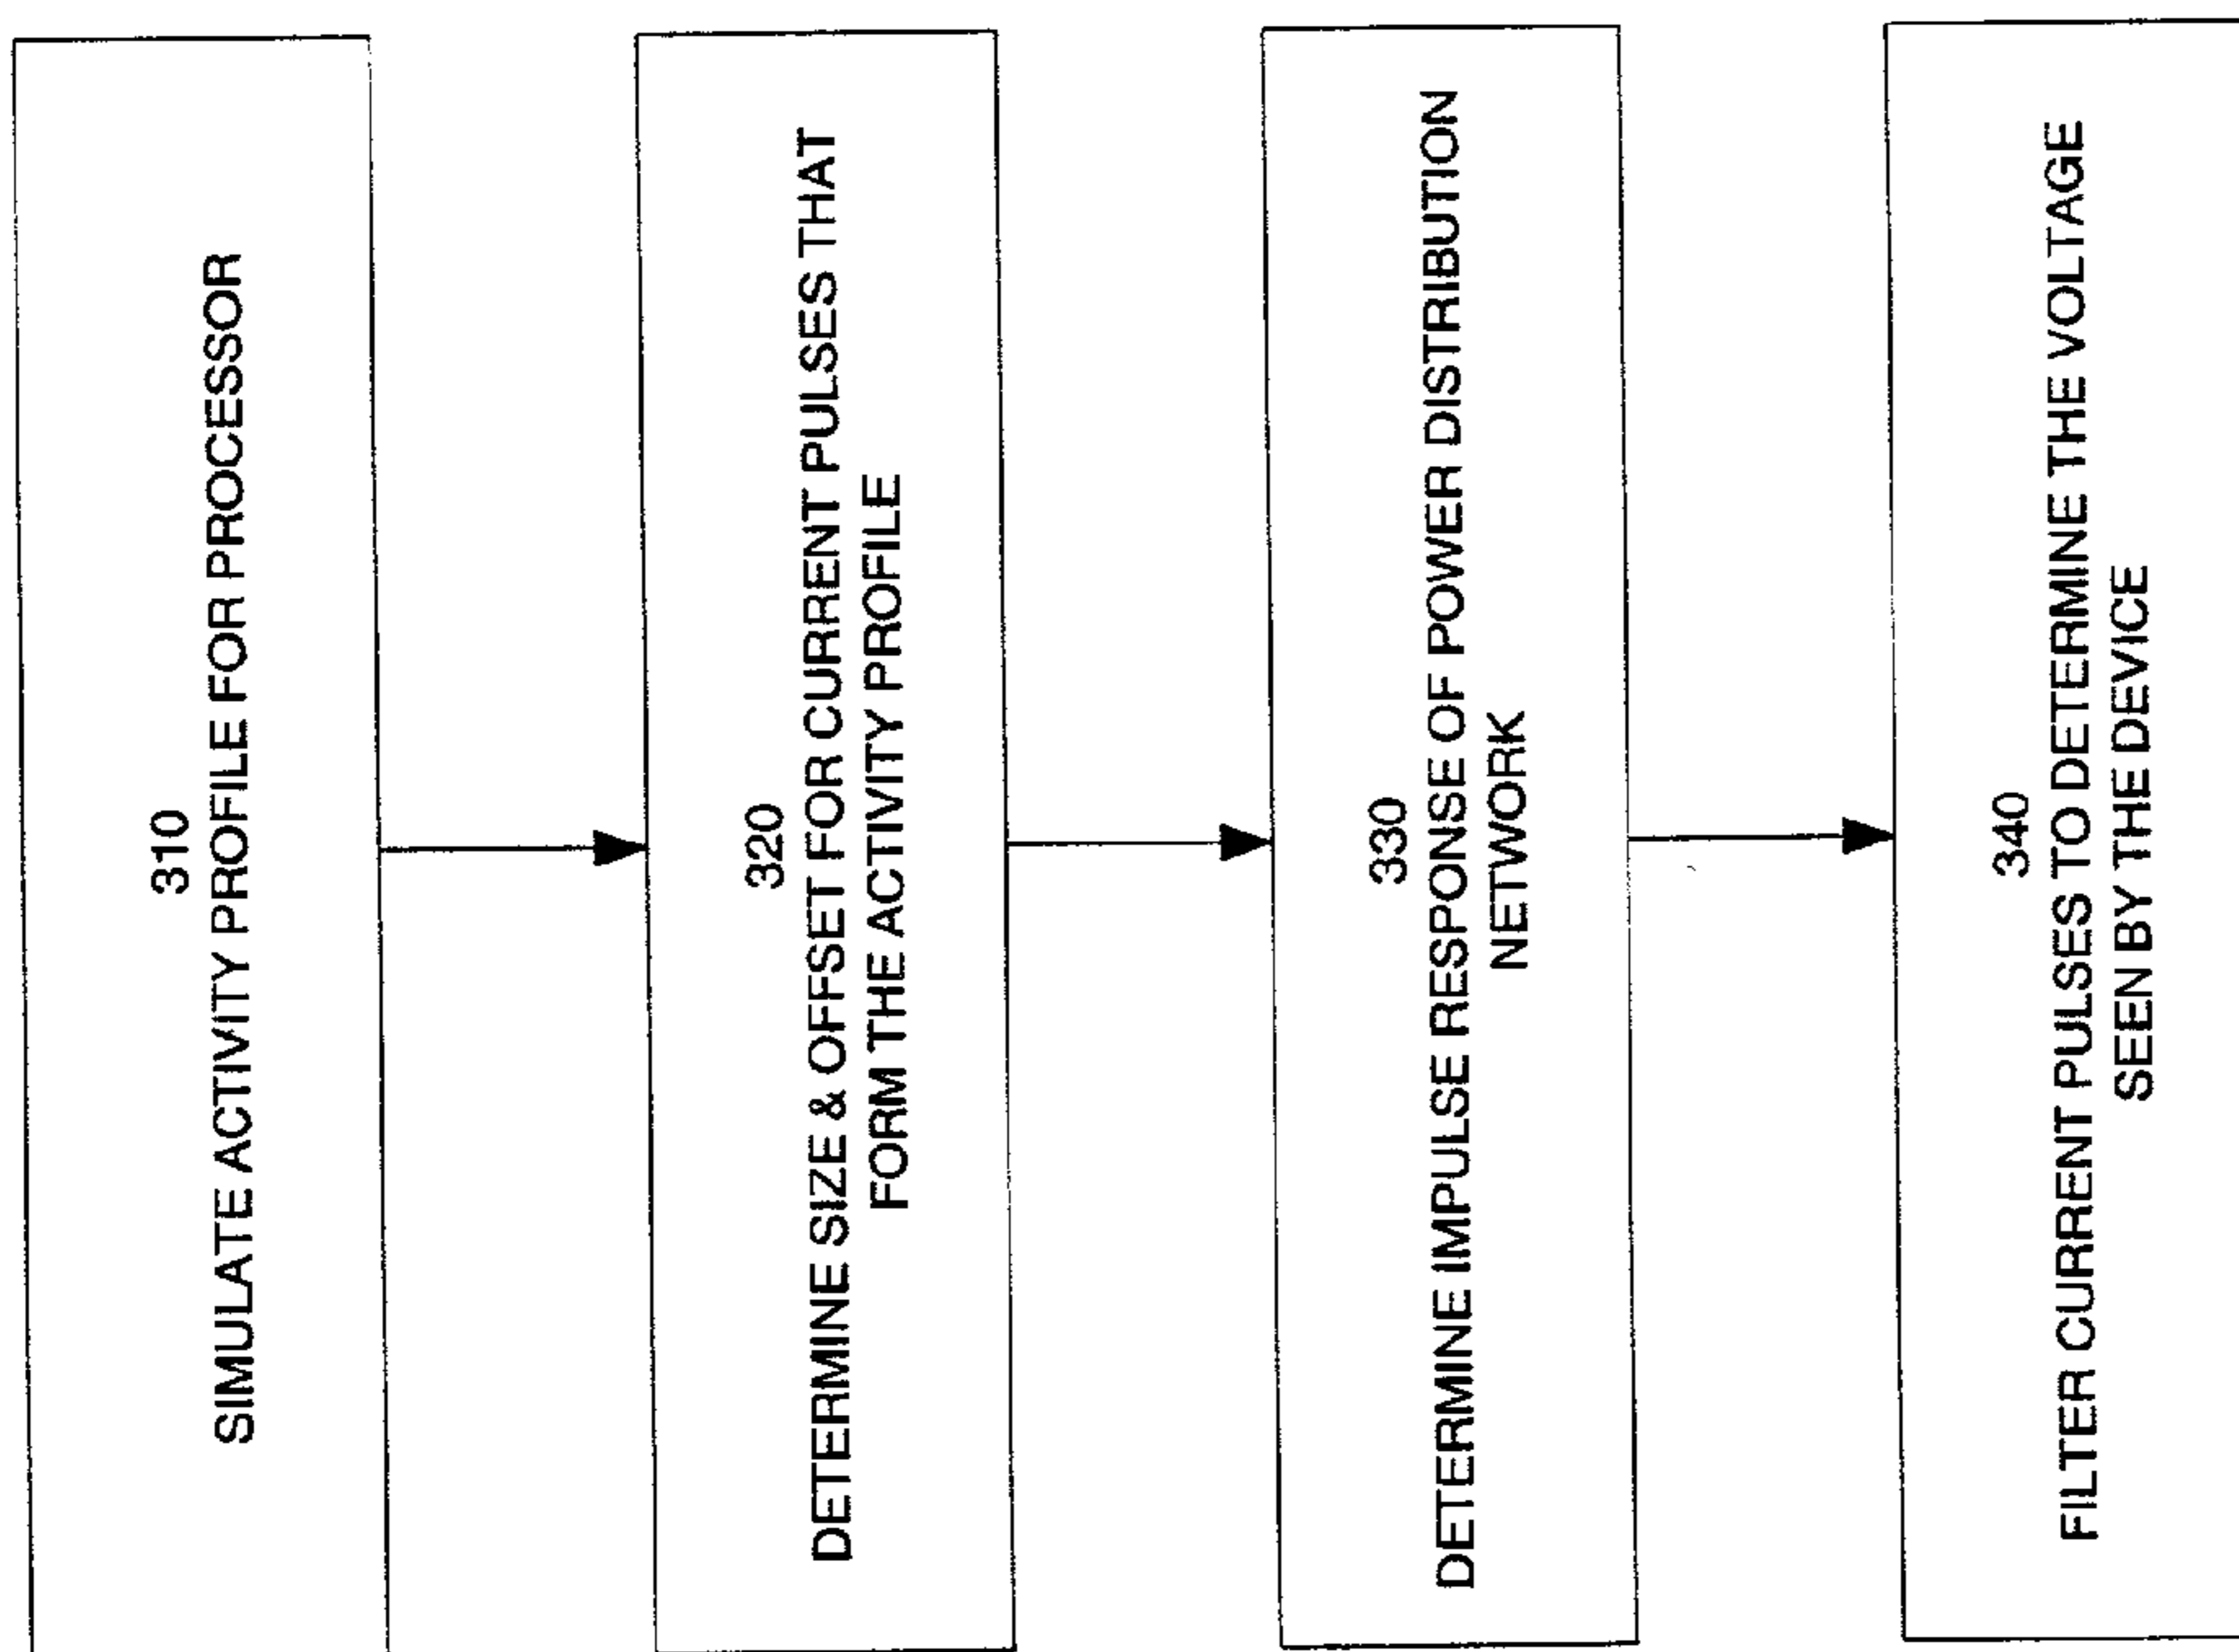 310
SIMULATE ACTIVITY PROFILE FOR PROCESSOR
320
DETERMINE SIZE & OFFSET FOR CURRENT PULSES THAT
FORM THE ACTIVITY PROFILE
330
DETERMINE IMPULSE RESPONSE OF POWER DISTRIBUTION
NETWORK
340
FILTER CURRENT PULSES TO DETERMINE THE VOLTAGE
SEEN BY THE DEVICE